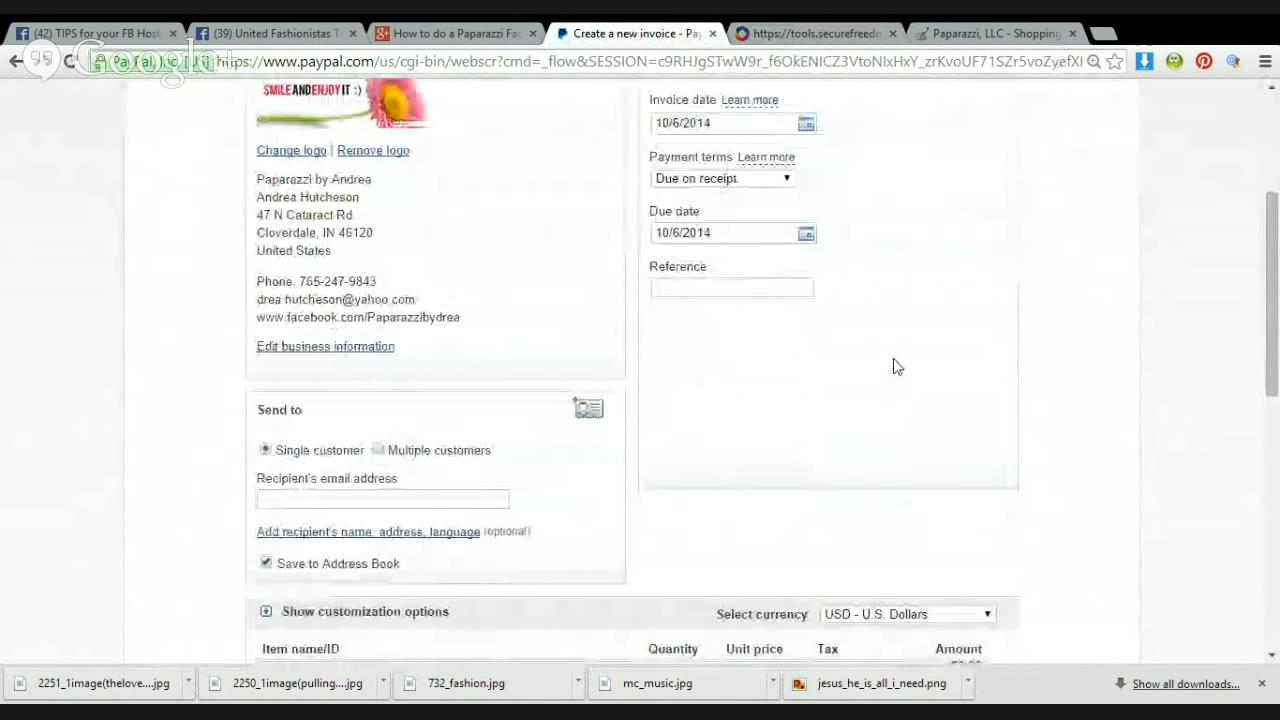 (42) TIPS for your FB Host
(39) United Fashionistas T
How to do a Paparazzi Fac
Create a new invoice - Pay
https://tools.securefreedo
Paparazzi, LLC - Shopping
Google+
PayPal, Inc. [US] https://www.paypal.com/us/cgi-bin/webscr?cmd=_flow&SESSION=
SMILE AND ENJOY IT :)
Change logo | Remove logo
Paparazzi by Andrea
Andrea Hutcheson
47 N Cataract Rd.
Cloverdale, IN 46120
United States
Phone. 765-247-9843
drea.hutcheson@yahoo.com
www.facebook.com/Paparazzibydrea
Edit business information
Invoice date Learn more
10/6/2014
Payment terms Learn more
Due on receipt
Due date
10/6/2014
Reference
Send to
Single customer Multiple customers
Recipient's email address
Add recipient's name, address, language (optional)
Save to Address Book
Show customization options
Select currency USD - U.S. Dollars
Item name/ID Quantity Unit price Tax Amount
2251_1image(thelove....jpg
2250_1image(pulling....jpg
732_fashion.jpg
mc_music.jpg
jesus_he_is_all_i_need.png
Show all downloads...